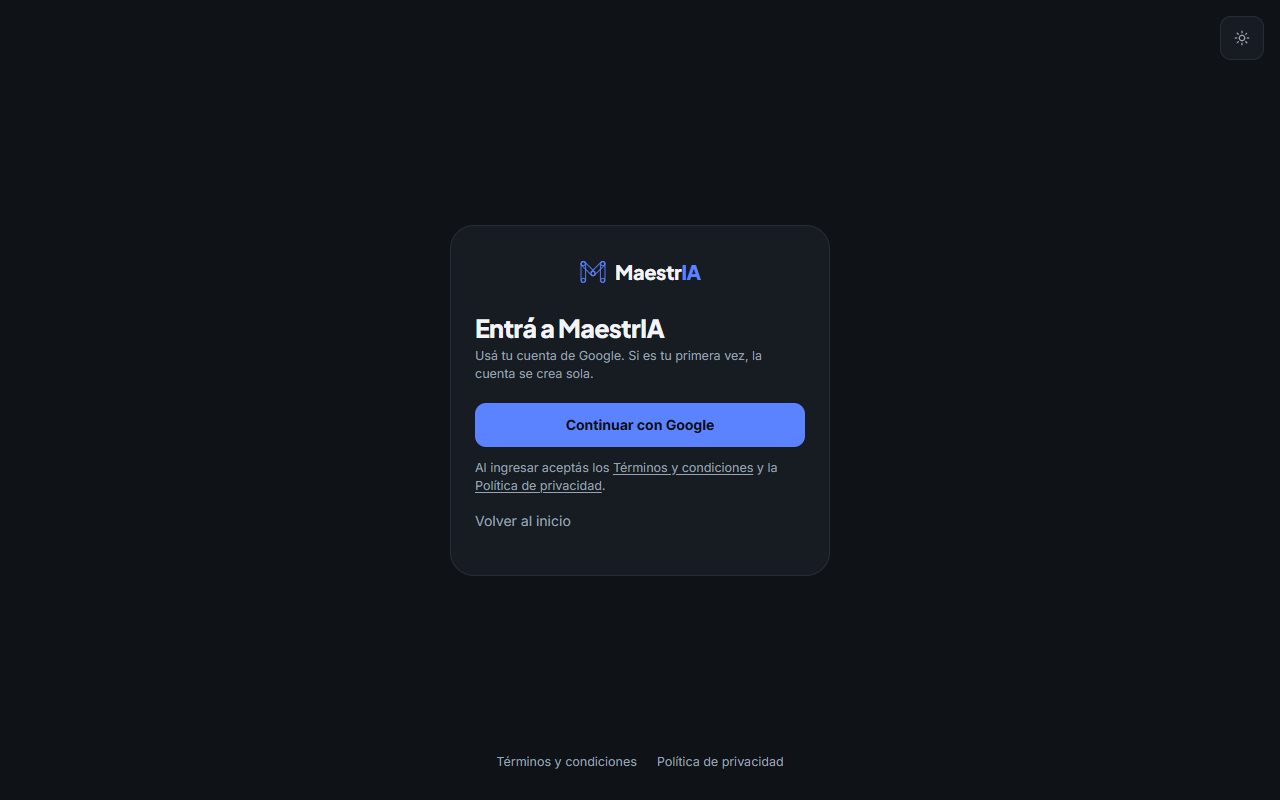 MaestrIA
Entrá a MaestrIA
Usá tu cuenta de Google. Si es tu primera vez, la
cuenta se crea sola.
Continuar con Google
Al ingresar aceptás los Términos y condiciones y la
Política de privacidad.
Volver al inicio
Términos y condiciones Política de privacidad